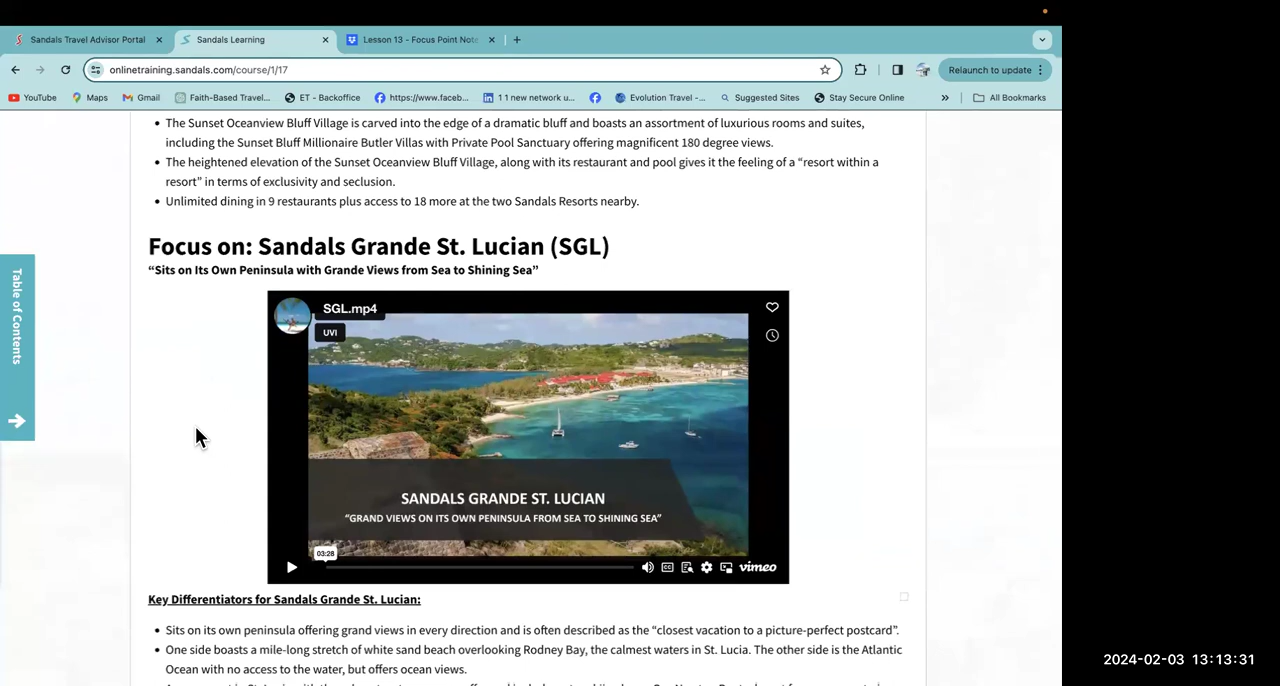 Sandals Travel Advisor Portal
Sandals Learning
Lesson 13 - Focus Point Not
onlinetraining.sandals.com/course/1/17
Relaunch to update
YouTube
Maps
Gmail
Faith-Based Travel...
ET - Backoffice
https://www.faceb...
1 1 new network u...
Evolution Travel -...
Suggested Sites
Stay Secure Online
»
All Bookmarks
The Sunset Oceanview Bluff Village is carved into the edge of a dramatic bluff and boasts an assortment of luxurious rooms and suites,
including the Sunset Bluff Millionaire Butler Villas with Private Pool Sanctuary offering magnificent 180 degree views.
The heightened elevation of the Sunset Oceanview Bluff Village, along with its restaurant and pool gives it the feeling of a “resort within a
resort” in terms of exclusivity and seclusion.
Unlimited dining in 9 restaurants plus access to 18 more at the two Sandals Resorts nearby.
Focus on: Sandals Grande St. Lucian (SGL)
“Sits on Its Own Peninsula with Grande Views from Sea to Shining Sea”
SGL.mp4
UVI
SANDALS GRANDE ST. LUCIAN
“GRAND VIEWS ON ITS OWN PENINSULA FROM SEA TO SHINING SEA”
03:28
CC
vimeo
Table of Contents
Key Differentiators for Sandals Grande St. Lucian:
Sits on its own peninsula offering grand views in every direction and is often described as the “closest vacation to a picture-perfect postcard”.
One side boasts a mile-long stretch of white sand beach overlooking Rodney Bay, the calmest waters in St. Lucia. The other side is the Atlantic
Ocean with no access to the water, but offers ocean views.
2024-02-03 13:13:31